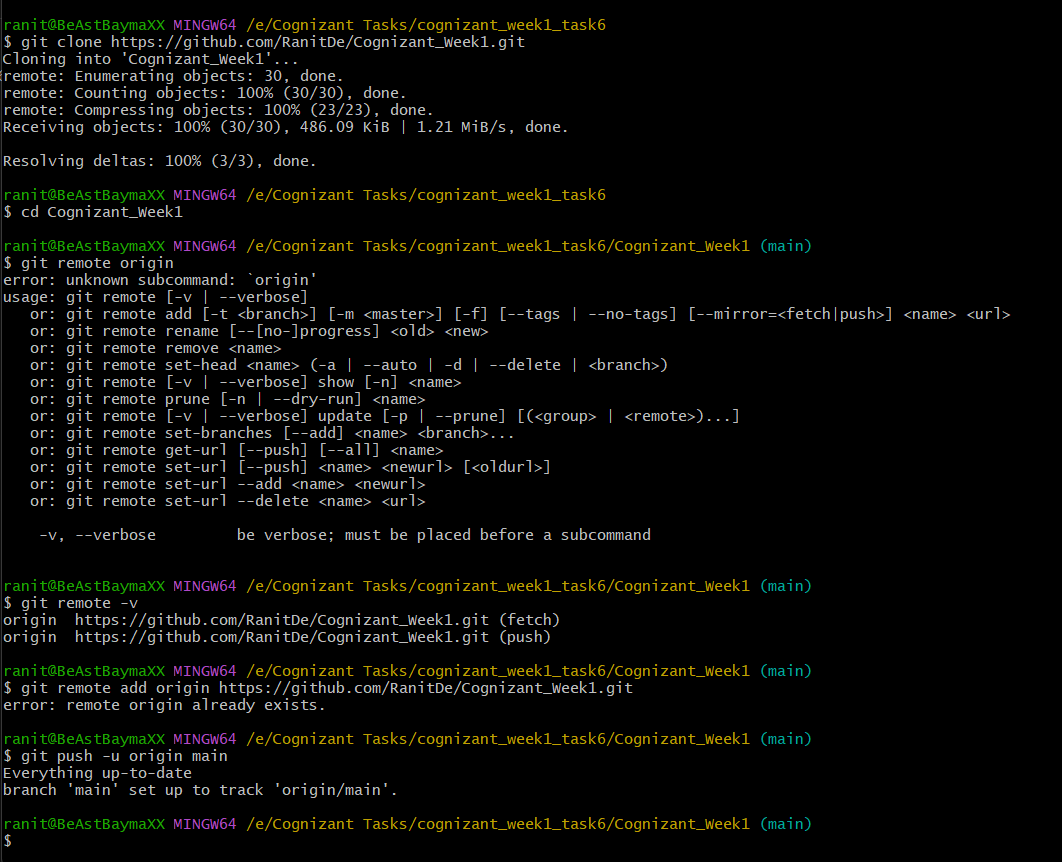 ranit@BeAstBaymaXX MINGW64 /e/Cognizant Tasks/cognizant_week1_task6
$ git clone https://github.com/RanitDe/Cognizant_Week1.git
Cloning into 'Cognizant_Week1'...
remote: Enumerating objects: 30, done.
remote: Counting objects: 100% (30/30), done.
remote: Compressing objects: 100% (23/23), done.
Receiving objects: 100% (30/30), 486.09 KiB | 1.21 MiB/s, done.
Resolving deltas: 100% (3/3), done.
ranit@BeAstBaymaXX MINGW64 /e/Cognizant Tasks/cognizant_week1_task6
$ cd Cognizant_Week1
ranit@BeAstBaymaXX MINGW64 /e/Cognizant Tasks/cognizant_week1_task6/Cognizant_Week1 (main)
$ git remote origin
error: unknown subcommand: `origin'
usage: git remote [-v | --verbose]
   or: git remote add [-t <branch>] [-m <master>] [-f] [--tags | --no-tags] [--mirror=<fetch|push>] <name> <url>
   or: git remote rename [--[no-]progress] <old> <new>
   or: git remote remove <name>
   or: git remote set-head <name> (-a | --auto | -d | --delete | <branch>)
   or: git remote [-v | --verbose] show [-n] <name>
   or: git remote prune [-n | --dry-run] <name>
   or: git remote [-v | --verbose] update [-p | --prune] [(<group> | <remote>)...]
   or: git remote set-branches [--add] <name> <branch>...
   or: git remote get-url [--push] [--all] <name>
   or: git remote set-url [--push] <name> <newurl> [<oldurl>]
   or: git remote set-url --add <name> <newurl>
   or: git remote set-url --delete <name> <url>
    -v, --verbose         be verbose; must be placed before a subcommand
ranit@BeAstBaymaXX MINGW64 /e/Cognizant Tasks/cognizant_week1_task6/Cognizant_Week1 (main)
$ git remote -v
origin  https://github.com/RanitDe/Cognizant_Week1.git (fetch)
origin  https://github.com/RanitDe/Cognizant_Week1.git (push)
ranit@BeAstBaymaXX MINGW64 /e/Cognizant Tasks/cognizant_week1_task6/Cognizant_Week1 (main)
$ git remote add origin https://github.com/RanitDe/Cognizant_Week1.git
error: remote origin already exists.
ranit@BeAstBaymaXX MINGW64 /e/Cognizant Tasks/cognizant_week1_task6/Cognizant_Week1 (main)
$ git push -u origin main
Everything up-to-date
branch 'main' set up to track 'origin/main'.
ranit@BeAstBaymaXX MINGW64 /e/Cognizant Tasks/cognizant_week1_task6/Cognizant_Week1 (main)
$